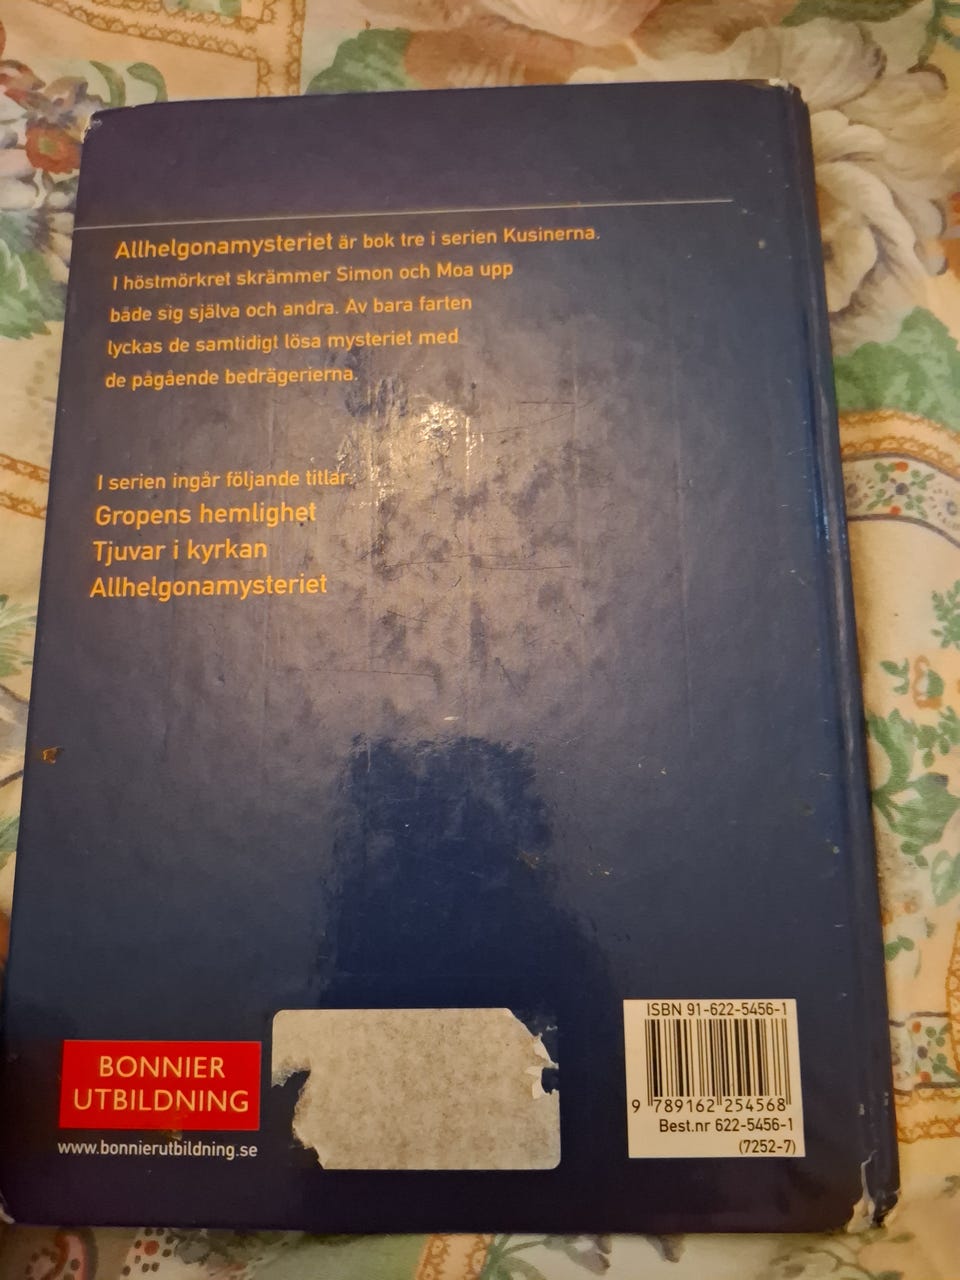 Allhelgonamysteriet är bok tre i serien Kusinerna.
I höstmörkret skrämmer Simon och Moa upp
både sig själva och andra. Av bara farten
lyckas de samtidigt lösa mysteriet med
de pågående bedrägerierna.
I serien ingår följande titlar:
Gropens hemlighet
Tjuvar i kyrkan
Allhelgonamysteriet
BONNIER
UTBILDNING
www.bonnierutbildning.se
ISBN 91-622-5456-1
9 789162 254568
Best.nr 622-5456-1
(7252-7)